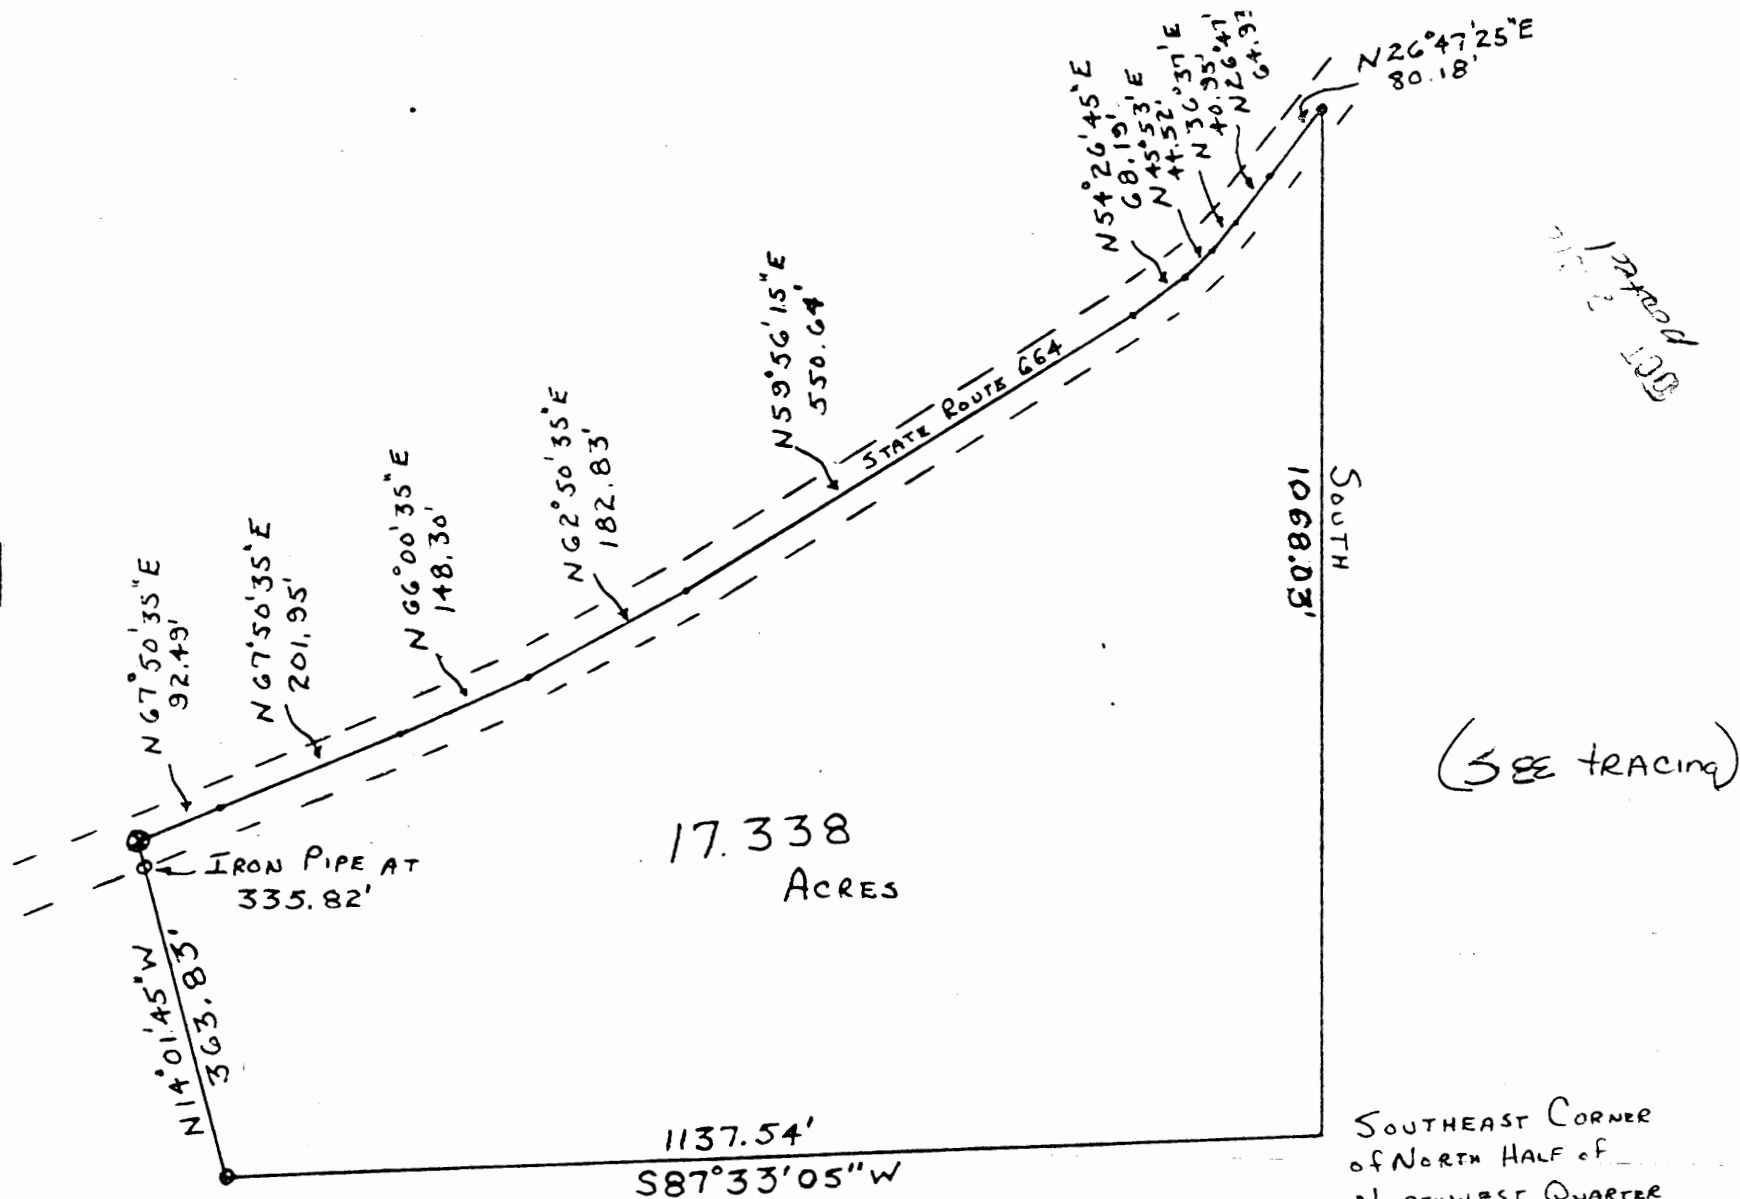 N26°47'25"E
80.18'
N26°47'
64.9
N36°37'E
40.95'
N45°53'E
44.52'
N54°26'45"E
68.19'
N59°56'15"E
550.64'
STATE ROUTE 664
N62°50'35"E
182.83'
N66°00'35"E
148.30'
N67°50'35"E
201.95'
N67°50'35"E
92.49'
IRON PIPE AT
335.82'
N14°01'45"W
363.83'
17.338
ACRES
SOUTH
1068.03'
(SEE tRACing)
1137.54'
S87°33'05"W
SOUTHEAST CORNER
of NORTH HALF of
NORTHWEST QUARTER